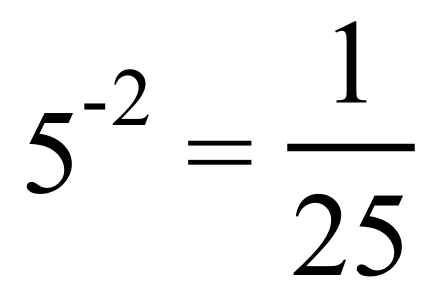 5⁻² = 1/25